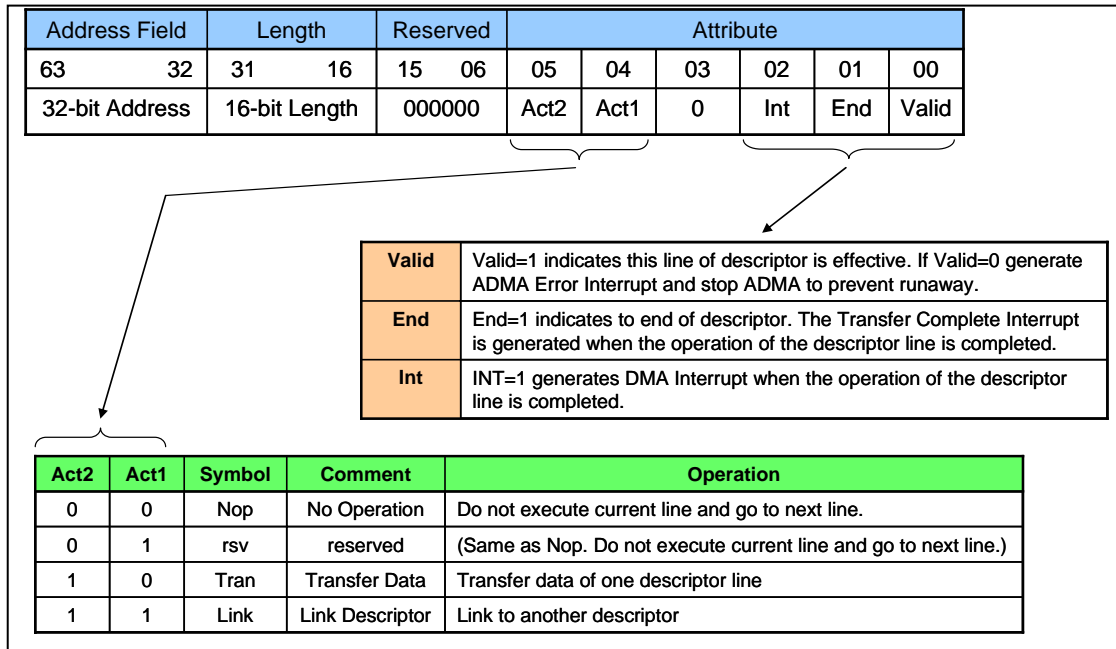 Address Field Length Reserved Attribute
63 32 31 16 15 06 05 04 03 02 01 00
32-bit Address 16-bit Length 000000 Act2 Act1 0 Int End Valid
Valid Valid=1 indicates this line of descriptor is effective. If Valid=0 generate
ADMA Error Interrupt and stop ADMA to prevent runaway.
End End=1 indicates to end of descriptor. The Transfer Complete Interrupt
is generated when the operation of the descriptor line is completed.
Int INT=1 generates DMA Interrupt when the operation of the descriptor
line is completed.
Act2 Act1 Symbol Comment Operation
0 0 Nop No Operation Do not execute current line and go to next line.
0 1 rsv reserved (Same as Nop. Do not execute current line and go to next line.)
1 0 Tran Transfer Data Transfer data of one descriptor line
1 1 Link Link Descriptor Link to another descriptor